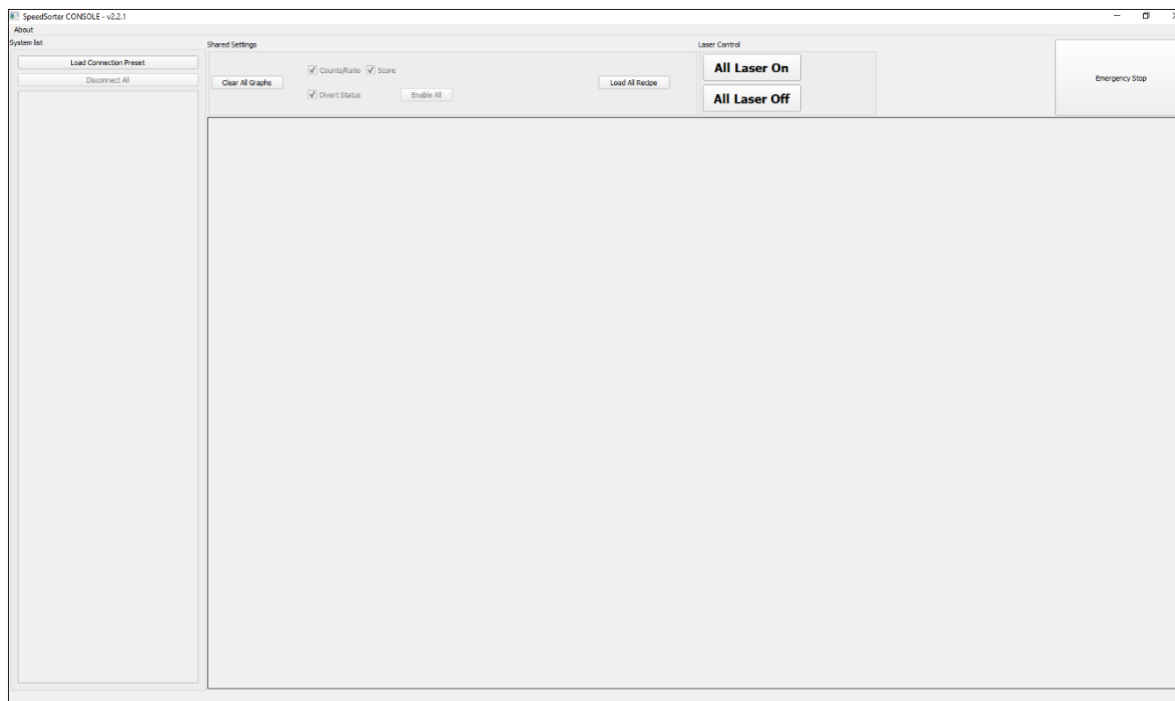 SpeedSorter CONSOLE - v2.2.1
About
System list
Load Connection Preset
Disconnect All
Shared Settings
Clear All Graphs
Counts/Ratio Score
Divert Status
Enable All
Load All Recipe
Laser Control
All Laser On
All Laser Off
Emergency Stop